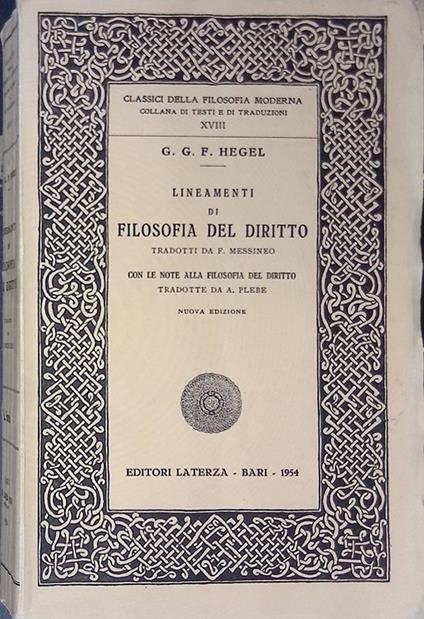 CLASSICI DELLA FILOSOFIA MODERNA
COLLANA DI TESTI E DI TRADUZIONI
XVIII
G. G. F. HEGEL
LINEAMENTI
DI
FILOSOFIA DEL DIRITTO
TRADOTTI DA F. MESSINEO
CON LE NOTE ALLA FILOSOFIA DEL DIRITTO
TRADOTTE DA A. PLEBE
NUOVA EDIZIONE
EDITORI LATERZA - BARI - 1954